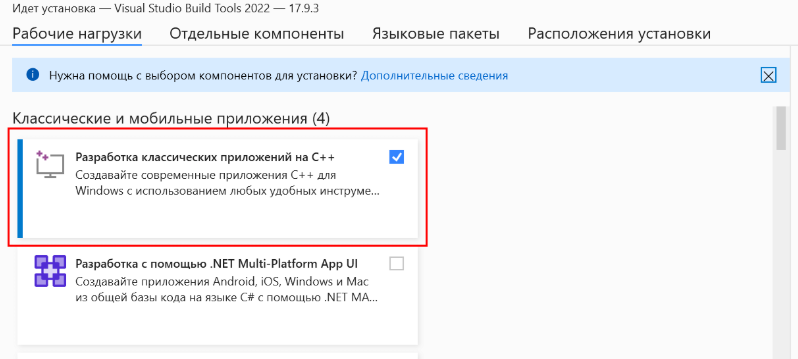 Идет установка — Visual Studio Build Tools 2022 — 17.9.3
Рабочие нагрузки Отдельные компоненты Языковые пакеты Расположения установки
Нужна помощь с выбором компонентов для установки? Дополнительные сведения
Классические и мобильные приложения (4)
Разработка классических приложений на C++
Создавайте современные приложения C++ для
Windows с использованием любых удобных инструме...
Разработка с помощью .NET Multi-Platform App UI
Создавайте приложения Android, iOS, Windows и Mac
из общей базы кода на языке C# с помощью .NET MA...